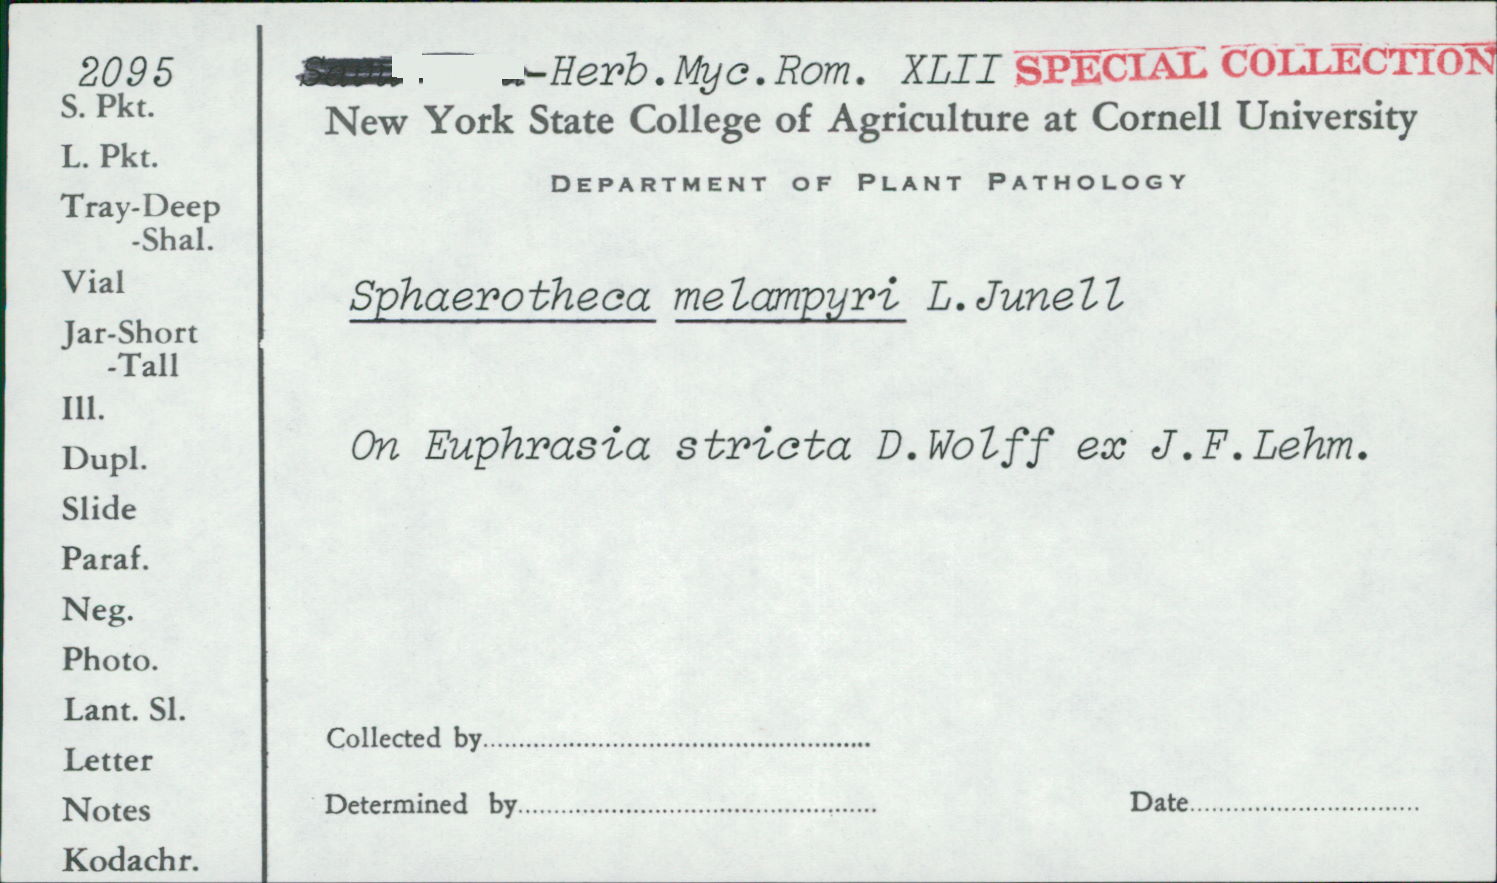 2095
S. Pkt.
L. Pkt.
Tray-Deep
-Shal.
Vial
Jar-Short
-Tall
Ill.
Dupl.
Slide
Paraf.
Neg.
Photo.
Lant. Sl.
Letter
Notes
Kodachr.
-Herb.Myc.Rom. XLII SPECIAL COLLECTION
New York State College of Agriculture at Cornell University
DEPARTMENT OF PLANT PATHOLOGY
Sphaerotheca melampyri L.Junell
On Euphrasia stricta D.Wolff ex J.F.Lehm.
Collected by
Determined by
Date